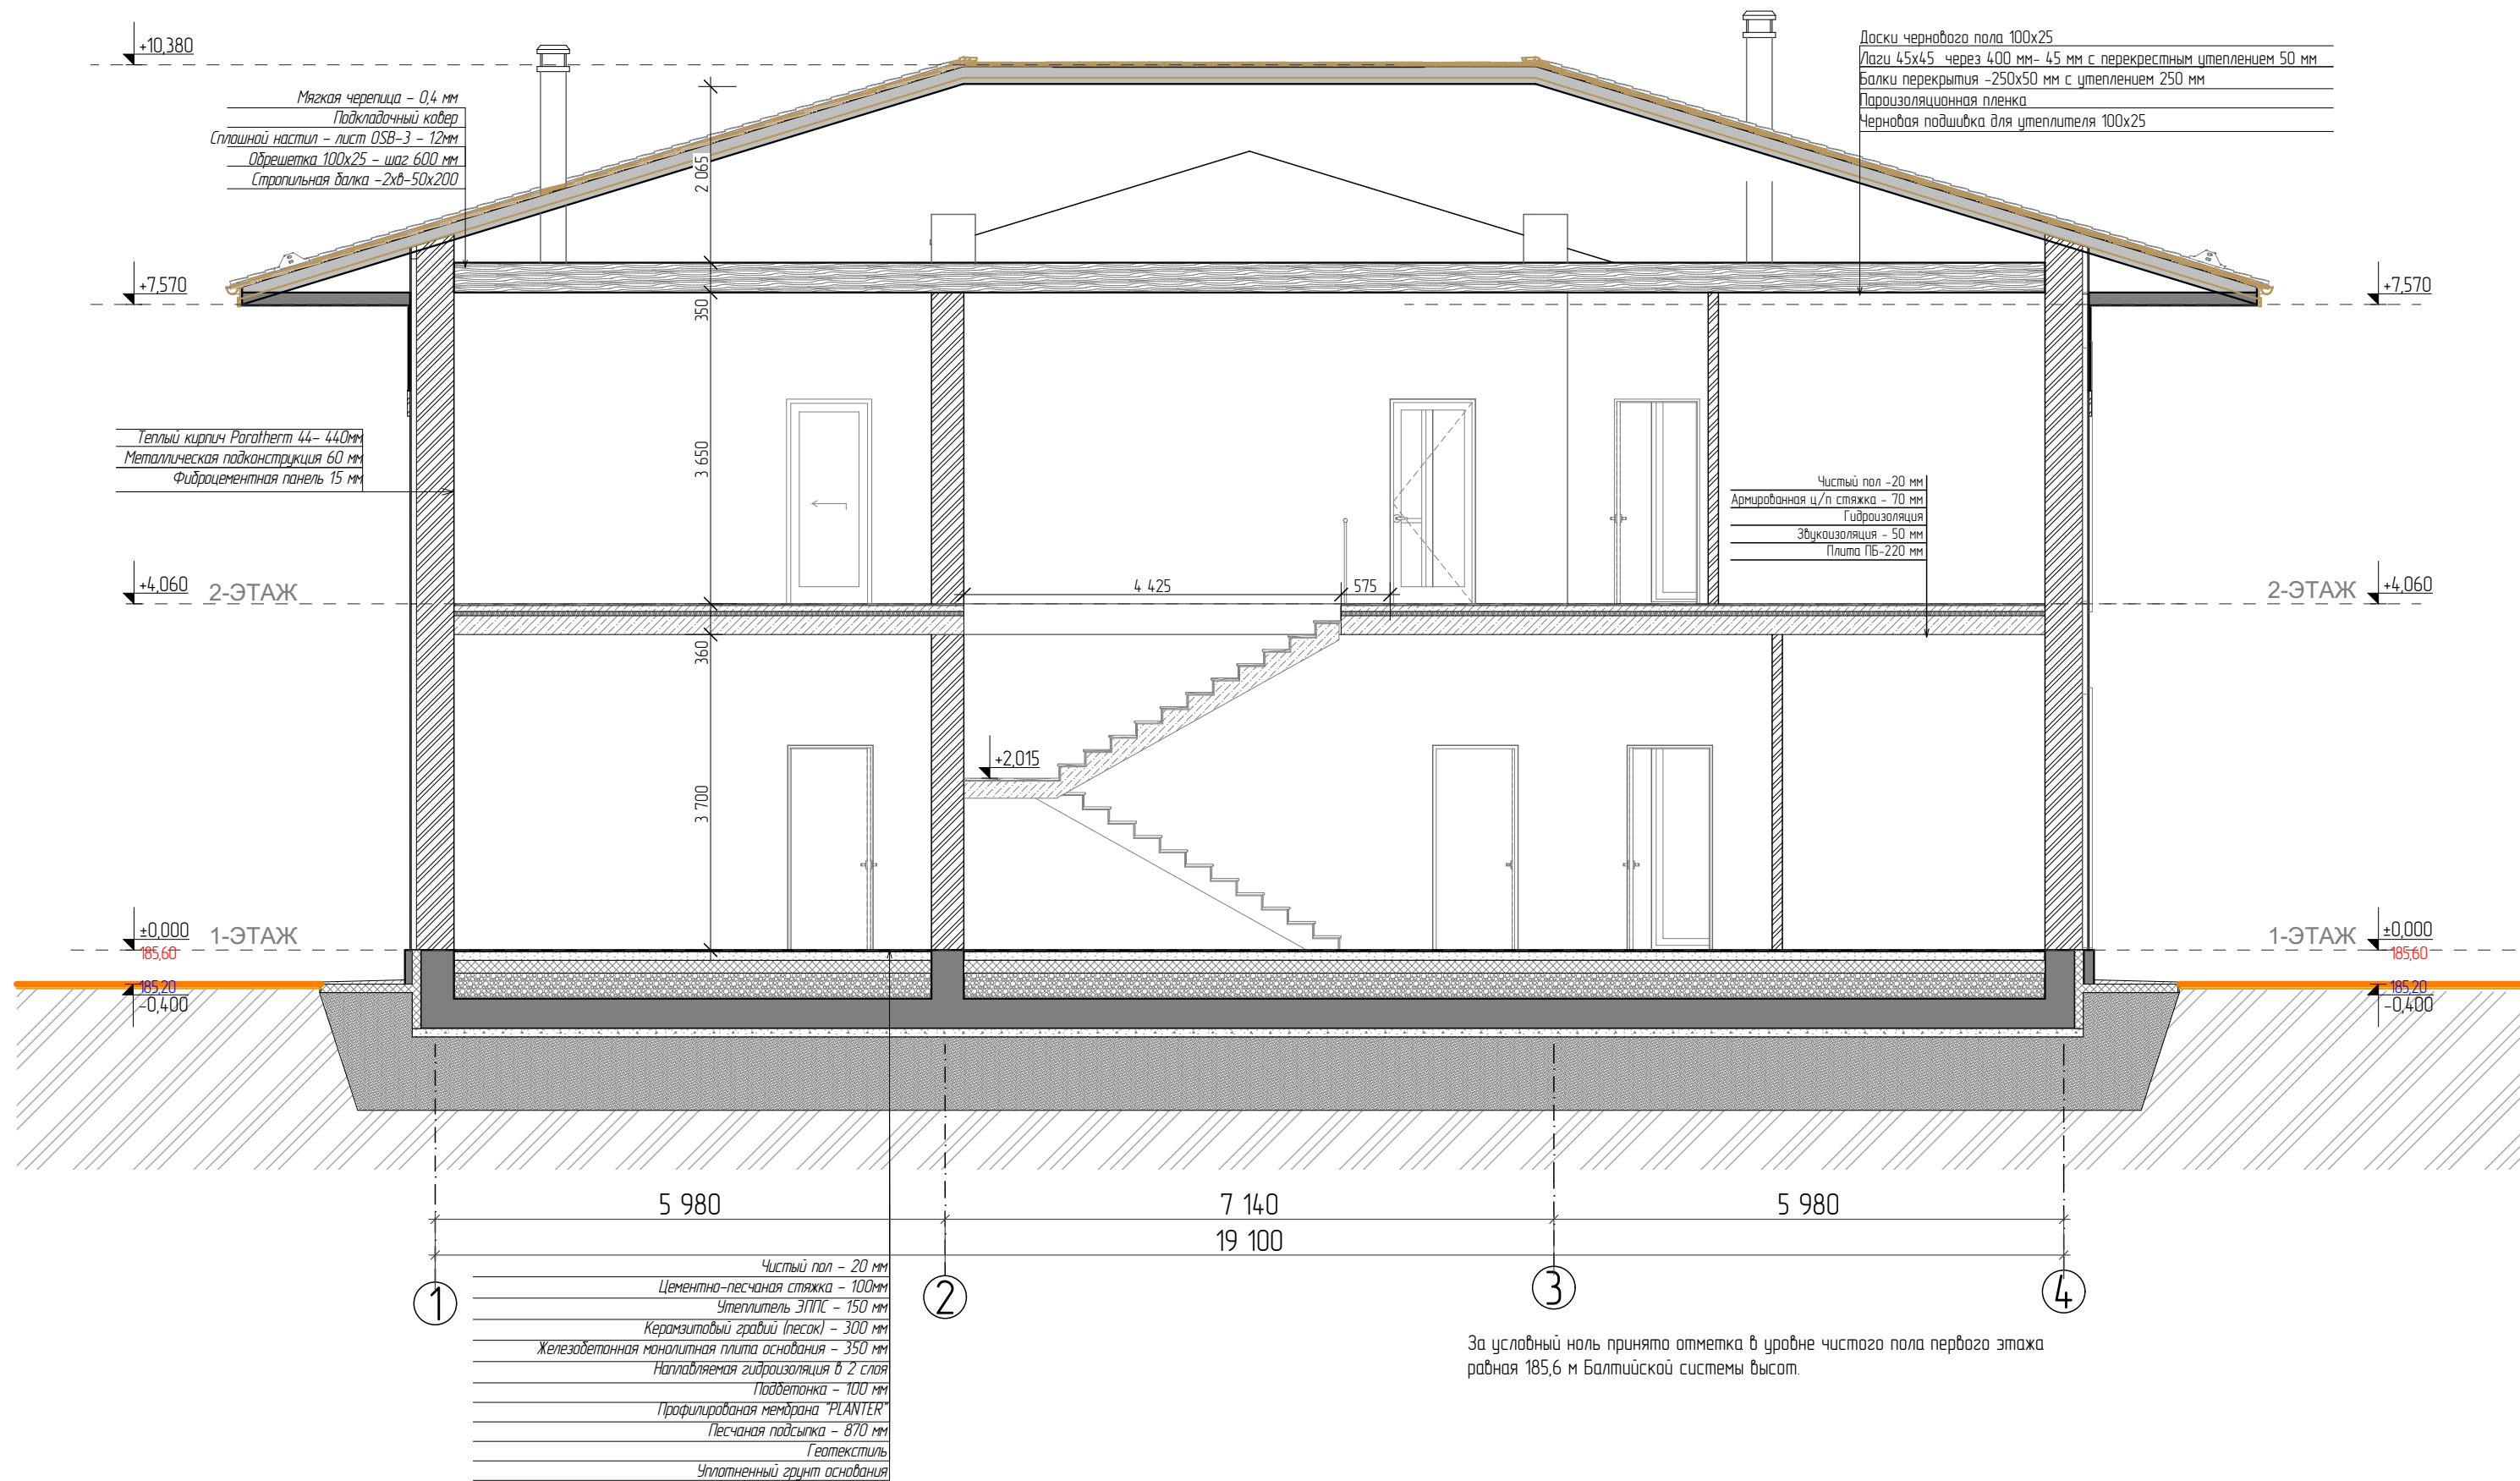 +10,380
Мягкая черепица - 0,4 мм
Подкладочный ковер
Сплошной настил - лист OSB-3 - 12мм
Обрешетка 100х25 - шаг 600 мм
Стропильная балка -2хв-50х200
Доски чернового пола 100х25
Лаги 45х45 через 400 мм- 45 мм с перекрестным утеплением 50 мм
Балки перекрытия -250х50 мм с утеплением 250 мм
Пароизоляционная пленка
Черновая подшивка для утеплителя 100х25
2 065
+7,570
350
+7,570
Теплый кирпич Porotherm 44- 440мм
Металлическая подконструкция 60 мм
Фиброцементная панель 15 мм
3 650
Чистый пол -20 мм
Армированная ц/п стяжка - 70 мм
Гидроизоляция
Звукоизоляция - 50 мм
Плита ПБ-220 мм
+4,060
2-ЭТАЖ
4 425
575
2-ЭТАЖ
+4,060
360
+2,015
3 700
±0,000
1-ЭТАЖ
185,60
1-ЭТАЖ
±0,000
185,60
185,20
-0,400
185,20
-0,400
5 980
7 140
5 980
19 100
1
2
3
4
Чистый пол - 20 мм
Цементно-песчаная стяжка - 100мм
Утеплитель ЭППС - 150 мм
Керамзитовый гравий (песок) - 300 мм
Железобетонная монолитная плита основания - 350 мм
Наплавляемая гидроизоляция в 2 слоя
Подбетонка - 100 мм
Профилированая мембрана "PLANTER"
Песчаная подсыпка - 870 мм
Геотекстиль
Уплотненный грунт основания
За условный ноль принято отметка в уровне чистого пола первого этажа
равная 185,6 м Балтийской системы высот.